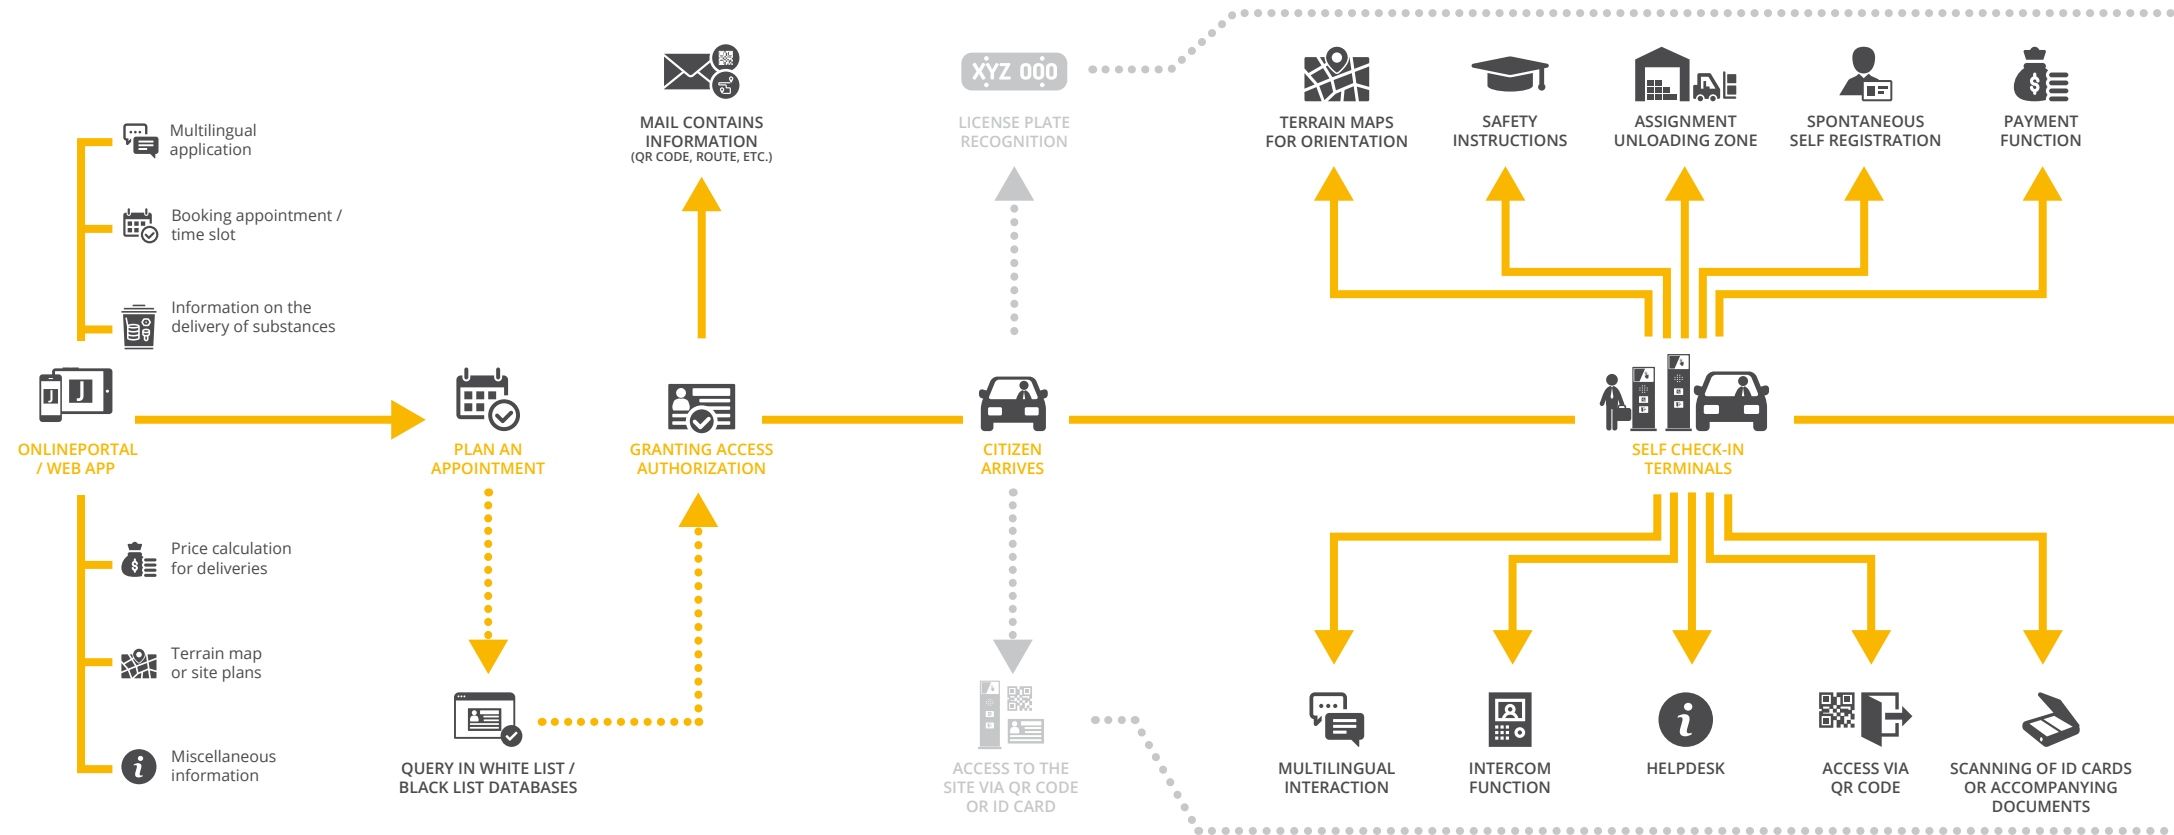 Multilingual
application
Booking appointment /
time slot
Information on the
delivery of substances
J
J
ONLINEPORTAL
/ WEB APP
Price calculation
for deliveries
Terrain map
or site plans
Miscellaneous
information
PLAN AN
APPOINTMENT
QUERY IN WHITE LIST /
BLACK LIST DATABASES
MAIL CONTAINS
INFORMATION
(QR CODE, ROUTE, ETC.)
GRANTING ACCESS
AUTHORIZATION
XYZ 000
LICENSE PLATE
RECOGNITION
CITIZEN
ARRIVES
ACCESS TO THE
SITE VIA QR CODE
OR ID CARD
TERRAIN MAPS
FOR ORIENTATION
SAFETY
INSTRUCTIONS
ASSIGNMENT
UNLOADING ZONE
SPONTANEOUS
SELF REGISTRATION
PAYMENT
FUNCTION
SELF CHECK-IN
TERMINALS
MULTILINGUAL
INTERACTION
INTERCOM
FUNCTION
HELPDESK
ACCESS VIA
QR CODE
SCANNING OF ID CARDS
OR ACCOMPANYING
DOCUMENTS